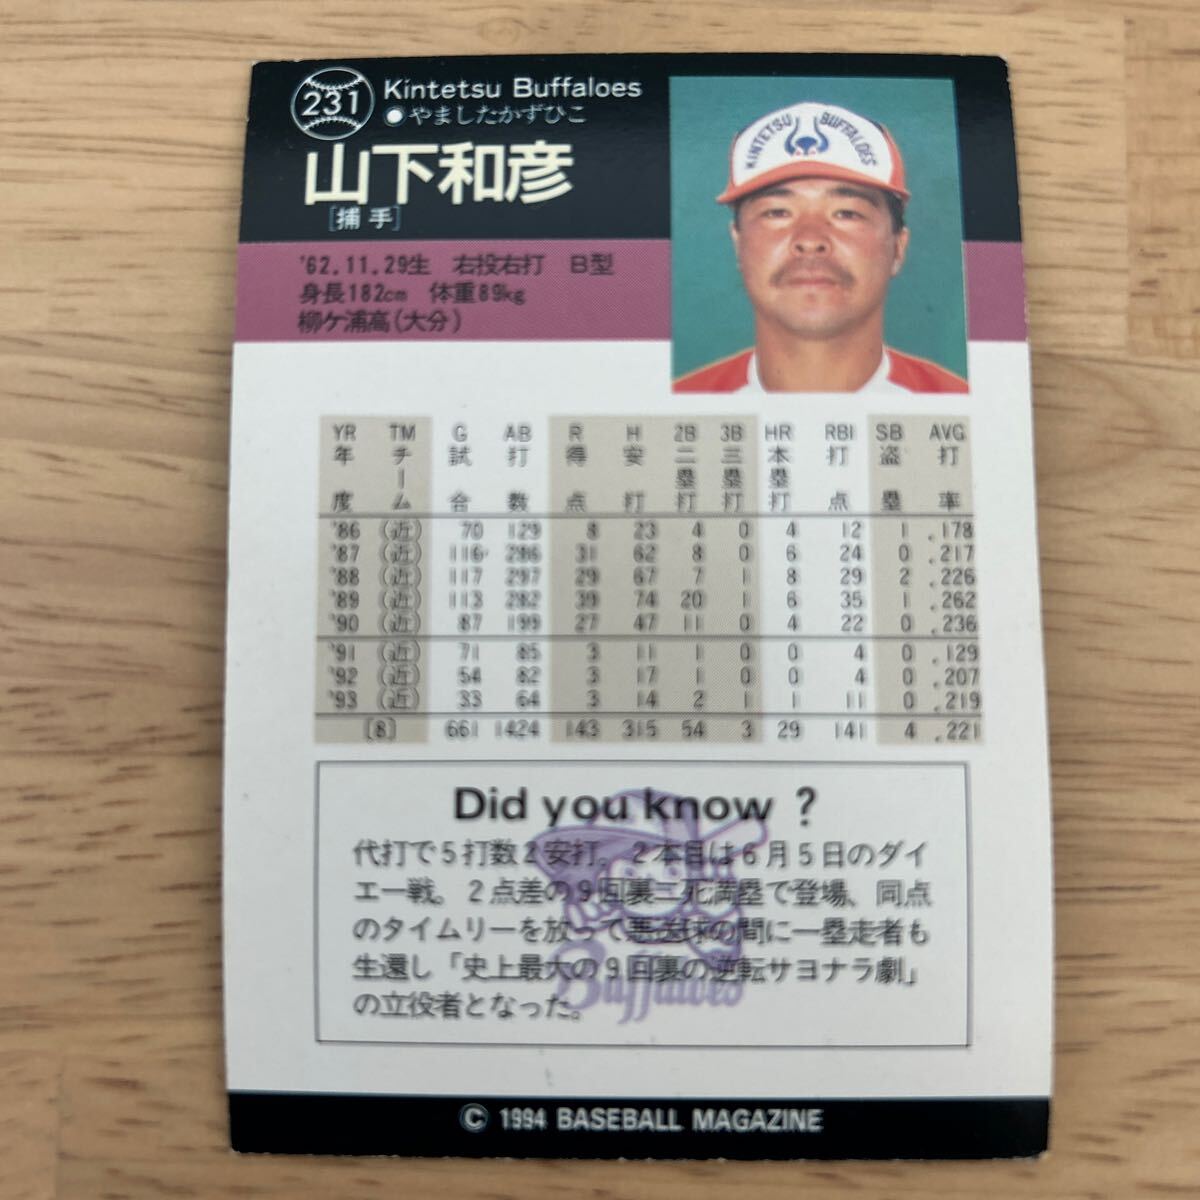 231
Kintetsu Buffaloes
●やましたかずひこ
山下和彦
[捕手]
KINTETSU BUFFALOES
'62.11.29生 右投右打 B型
身長182cm 体重89kg
柳ケ浦高(大分)
YR TM G AB R H 2B 3B HR RBI SB AVG
年度 チーム 試合 打数 得点 安打 二塁打 三塁打 本塁打 打点 盗塁 打率
'86 (近) 70 129 8 23 4 0 4 12 1 .178
'87 (近) 116 286 31 62 8 0 6 24 0 .217
'88 (近) 117 297 29 67 7 1 8 29 2 .226
'89 (近) 113 282 39 74 20 1 6 35 1 .262
'90 (近) 87 199 27 47 11 0 4 22 0 .236
'91 (近) 71 85 3 11 1 0 0 4 0 .129
'92 (近) 54 82 3 17 1 0 0 4 0 .207
'93 (近) 33 64 3 14 2 1 1 11 0 .219
[8] 661 1424 143 315 54 3 29 141 4 .221
Did you know ?
代打で5打数2安打。2本目は6月5日のダイ
エー戦。2点差の9回裏二死満塁で登場、同点
のタイムリーを放って悪送球の間に一塁走者も
生還し「史上最大の9回裏の逆転サヨナラ劇」
の立役者となった。
Buffaloes
© 1994 BASEBALL MAGAZINE